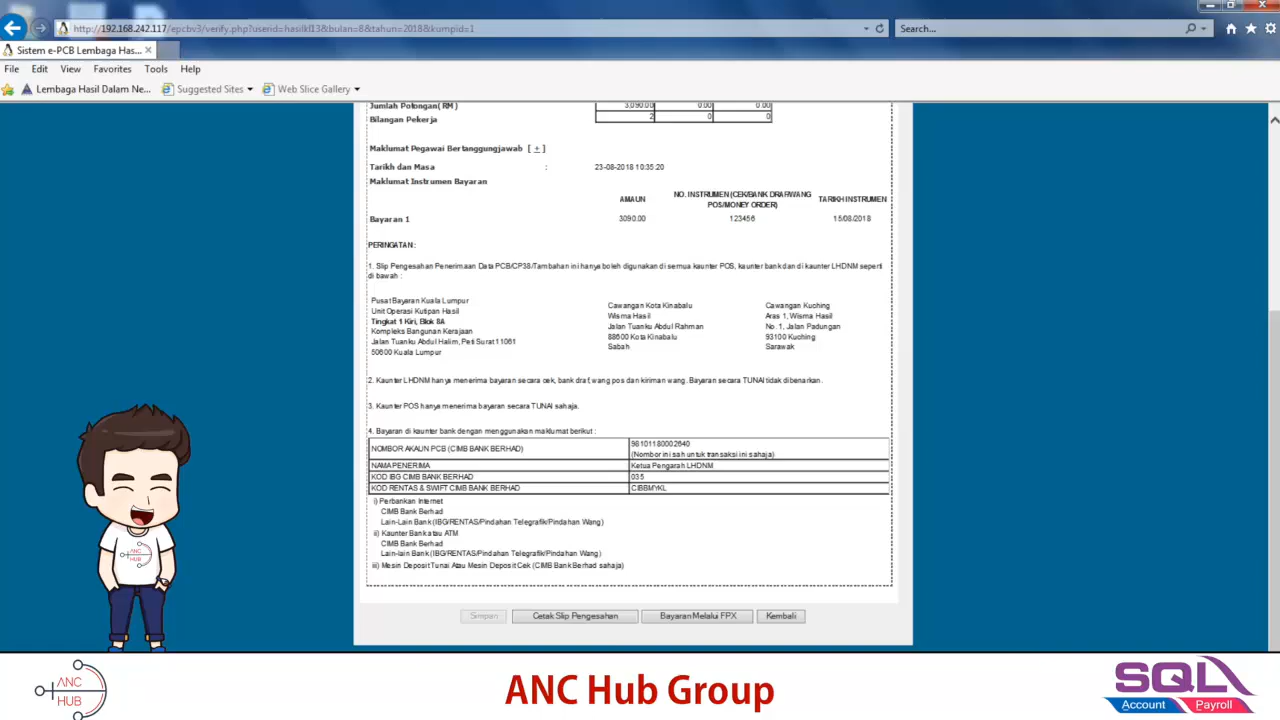 http://192.168.242.117/epcbv3/verify.php?userid=hasilkl13&bulan=8&tahun=2018&kumpid=1
Search...
Sistem e-PCB Lembaga Has...
File Edit View Favorites Tools Help
Lembaga Hasil Dalam Ne... Suggested Sites Web Slice Gallery
Jumlah Potongan( RM ) 3,090.00 0.00 0.00
Bilangan Pekerja 2 0 0
Maklumat Pegawai Bertanggungjawab [ + ]
Tarikh dan Masa : 23-08-2018 10:35:20
Maklumat Instrumen Bayaran
AMAUN NO. INSTRUMEN (CEK/BANK DRAF/WANG POS/MONEY ORDER) TARIKH INSTRUMEN
Bayaran 1 3090.00 123456 15/08/2018
PERINGATAN :
1. Slip Pengesahan Penerimaan Data PCB/CP38/Tambahan ini hanya boleh digunakan di semua kaunter POS, kaunter bank dan di kaunter LHDNM seperti
di bawah :
Pusat Bayaran Kuala Lumpur
Unit Operasi Kutipan Hasil
Tingkat 1 Kiri, Blok 8A
Kompleks Bangunan Kerajaan
Jalan Tuanku Abdul Halim, Peti Surat 11061
50600 Kuala Lumpur
Cawangan Kota Kinabalu
Wisma Hasil
Jalan Tuanku Abdul Rahman
88600 Kota Kinabalu
Sabah
Cawangan Kuching
Aras 1, Wisma Hasil
No. 1, Jalan Padungan
93100 Kuching
Sarawak
2. Kaunter LHDNM hanya menerima bayaran secara cek, bank draf, wang pos dan kiriman wang. Bayaran secara TUNAI tidak dibenarkan.
3. Kaunter POS hanya menerima bayaran secara TUNAI sahaja.
4. Bayaran di kaunter bank dengan menggunakan maklumat berikut :
NOMBOR AKAUN PCB (CIMB BANK BERHAD) 98101180002640
(Nombor ini sah untuk transaksi ini sahaja)
NAMA PENERIMA Ketua Pengarah LHDNM
KOD IBG CIMB BANK BERHAD 035
KOD RENTAS & SWIFT CIMB BANK BERHAD CIBBMYKL
i) Perbankan Internet
CIMB Bank Berhad
Lain-Lain Bank (IBG/RENTAS/Pindahan Telegrafik/Pindahan Wang)
ii) Kaunter Bank atau ATM
CIMB Bank Berhad
Lain-lain Bank (IBG/RENTAS/Pindahan Telegrafik/Pindahan Wang)
iii) Mesin Deposit Tunai Atau Mesin Deposit Cek (CIMB Bank Berhad sahaja)
Simpan Cetak Slip Pengesahan Bayaran Melalui FPX Kembali
ANC
HUB
ANC
HUB
ANC Hub Group
SQL
Account Payroll